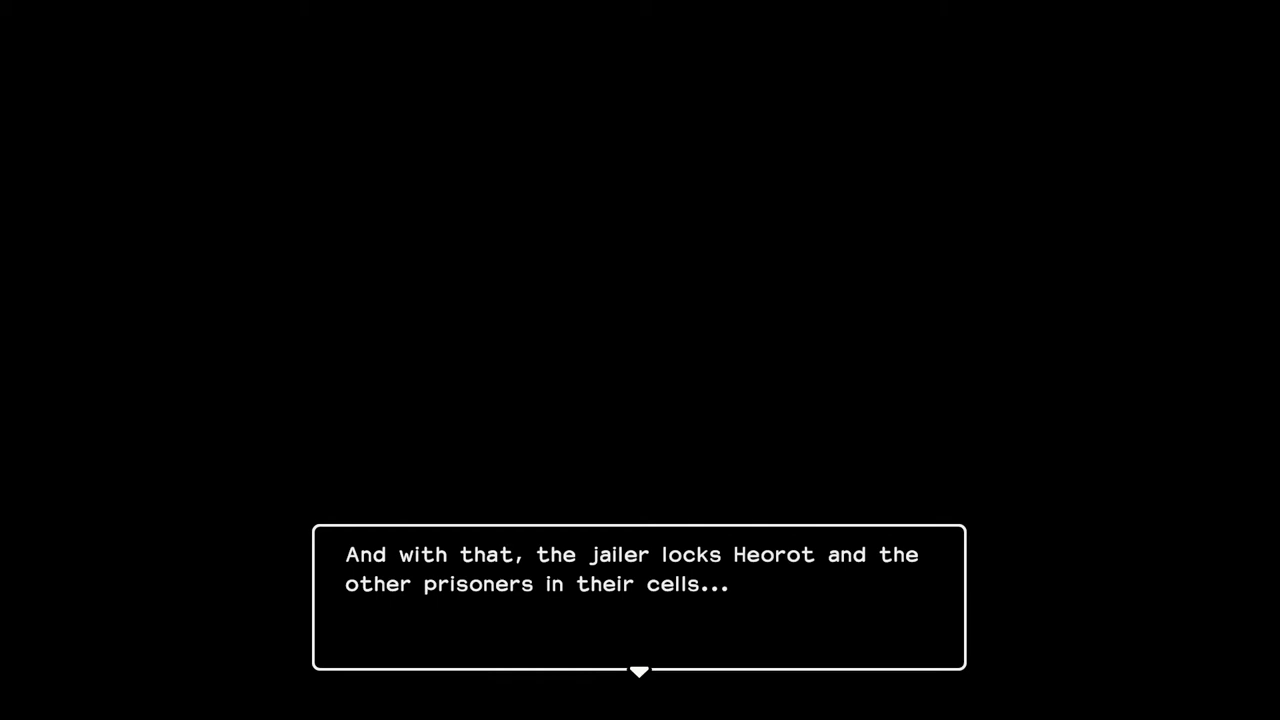 And with that, the jailer locks Heorot and the
other prisoners in their cells...